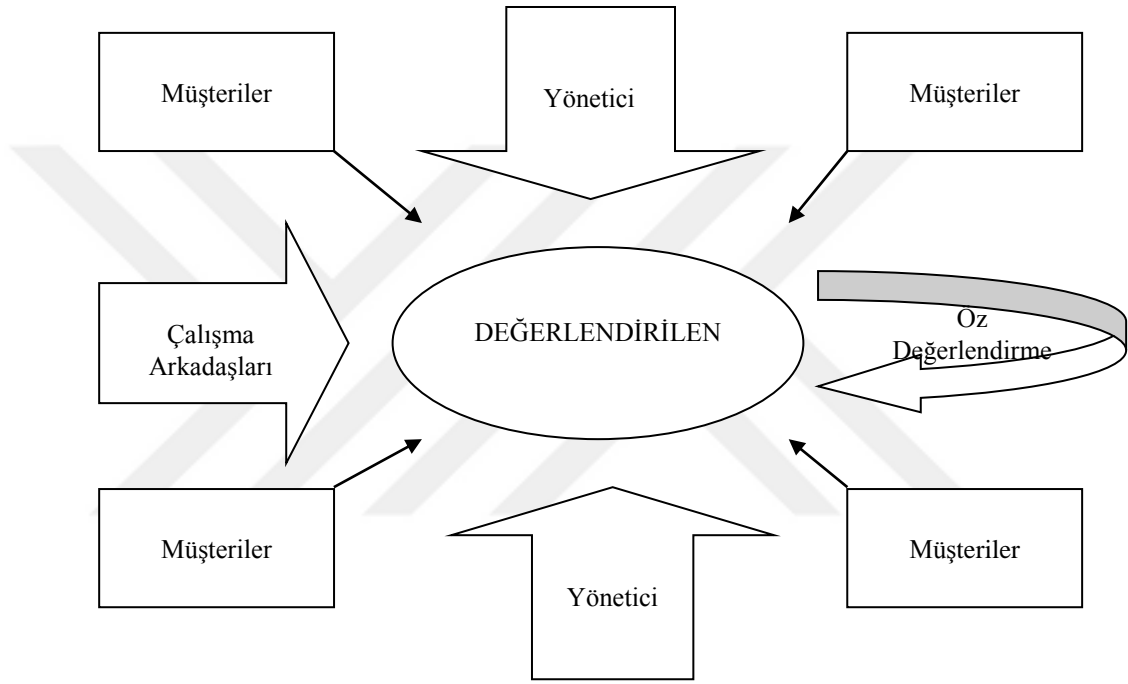 Müşteriler
Yönetici
Müşteriler
Çalışma
Arkadaşları
DEĞERLENDİRİLEN
Öz
Değerlendirme
Müşteriler
Yönetici
Müşteriler